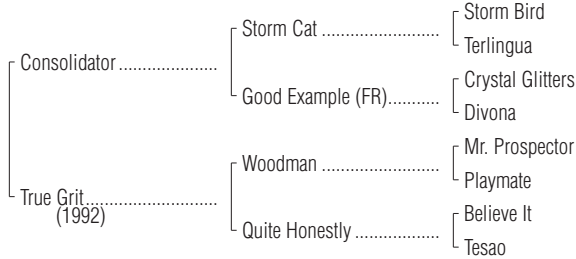 Storm Bird
Storm Cat ........................
Terlingua
Consolidator .....................
Crystal Glitters
Good Example (FR)...........
Divona
Mr. Prospector
Woodman .........................
Playmate
True Grit............................
(1992)
Believe It
Quite Honestly ..................
Tesao